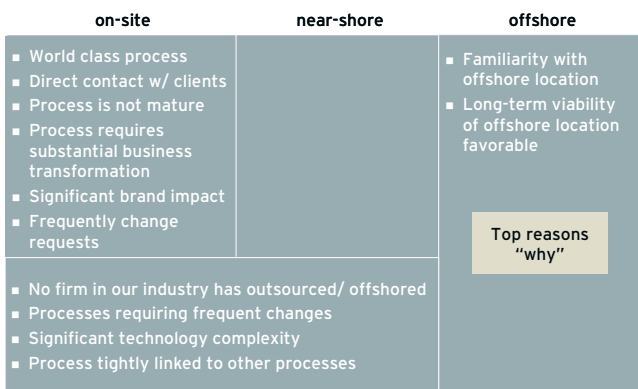 on-site
near-shore
offshore
▪ World class process
▪ Direct contact w/ clients
▪ Process is not mature
▪ Process requires
substantial business
transformation
▪ Significant brand impact
▪ Frequently change
requests
▪ No firm in our industry has outsourced/ offshored
▪ Processes requiring frequent changes
▪ Significant technology complexity
▪ Process tightly linked to other processes
▪ Familiarity with
offshore location
▪ Long-term viability
of offshore location
favorable
Top reasons
“why”